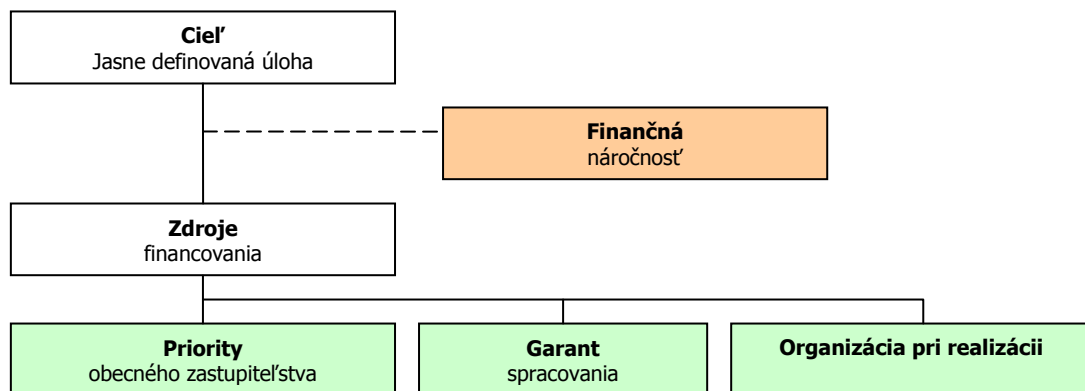 Cieľ
Jasne definovaná úloha
Finančná
náročnosť
Zdroje
financovania
Priority
obecného zastupiteľstva
Garant
spracovania
Organizácia pri realizácii